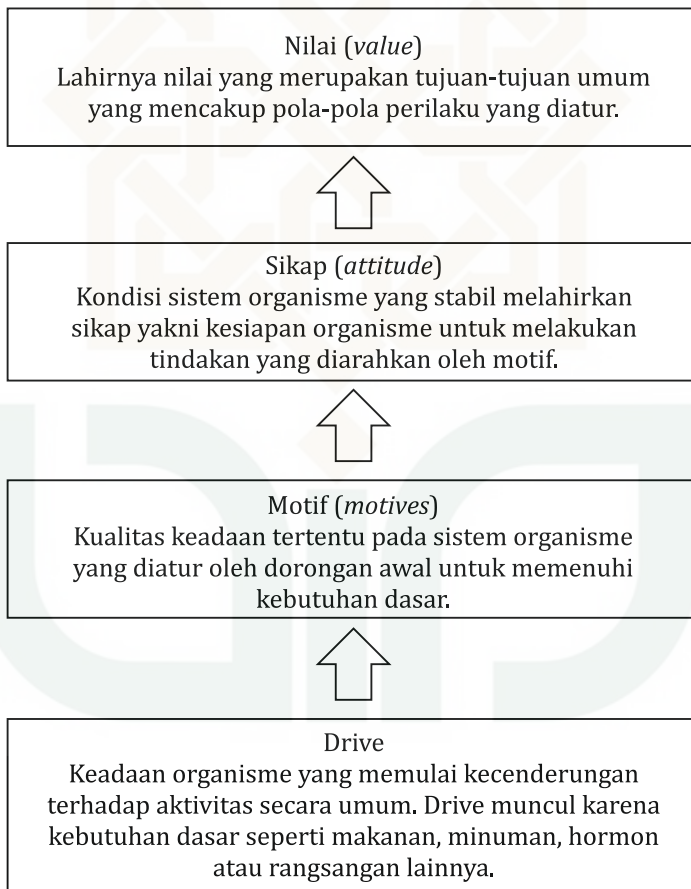 Nilai (value)
Lahirnya nilai yang merupakan tujuan-tujuan umum
yang mencakup pola-pola perilaku yang diatur.
Sikap (attitude)
Kondisi sistem organisme yang stabil melahirkan
sikap yakni kesiapan organisme untuk melakukan
tindakan yang diarahkan oleh motif.
Motif (motives)
Kualitas keadaan tertentu pada sistem organisme
yang diatur oleh dorongan awal untuk memenuhi
kebutuhan dasar.
Drive
Keadaan organisme yang memulai kecenderungan
terhadap aktivitas secara umum. Drive muncul karena
kebutuhan dasar seperti makanan, minuman, hormon
atau rangsangan lainnya.